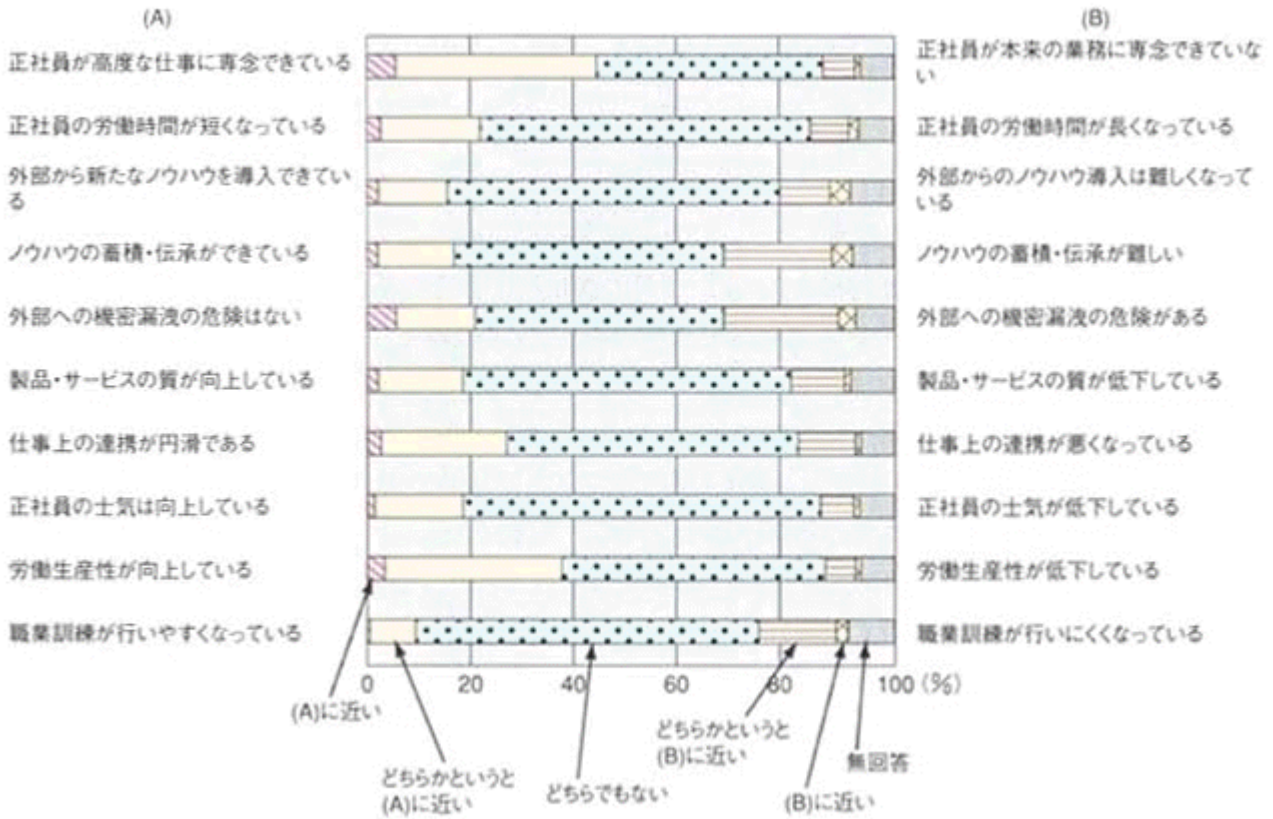 (A)
(B)
正社員が高度な仕事に専念できている
正社員が本来の業務に専念できていな
い
正社員の労働時間が短くなっている
正社員の労働時間が長くなっている
外部から新たなノウハウを導入できてい
る
外部からのノウハウ導入は難しくなって
いる
ノウハウの蓄積・伝承ができている
ノウハウの蓄積・伝承が難しい
外部への機密漏洩の危険はない
外部への機密漏洩の危険がある
製品・サービスの質が向上している
製品・サービスの質が低下している
仕事上の連携が円滑である
仕事上の連携が悪くなっている
正社員の士気は向上している
正社員の士気が低下している
労働生産性が向上している
労働生産性が低下している
職業訓練が行いやすくなっている
職業訓練が行いにくくなっている
0 20 40 60 80 100 (%)
(A)に近い
どちらかというと
(A)に近い
どちらでもない
どちらかというと
(B)に近い
(B)に近い
無回答